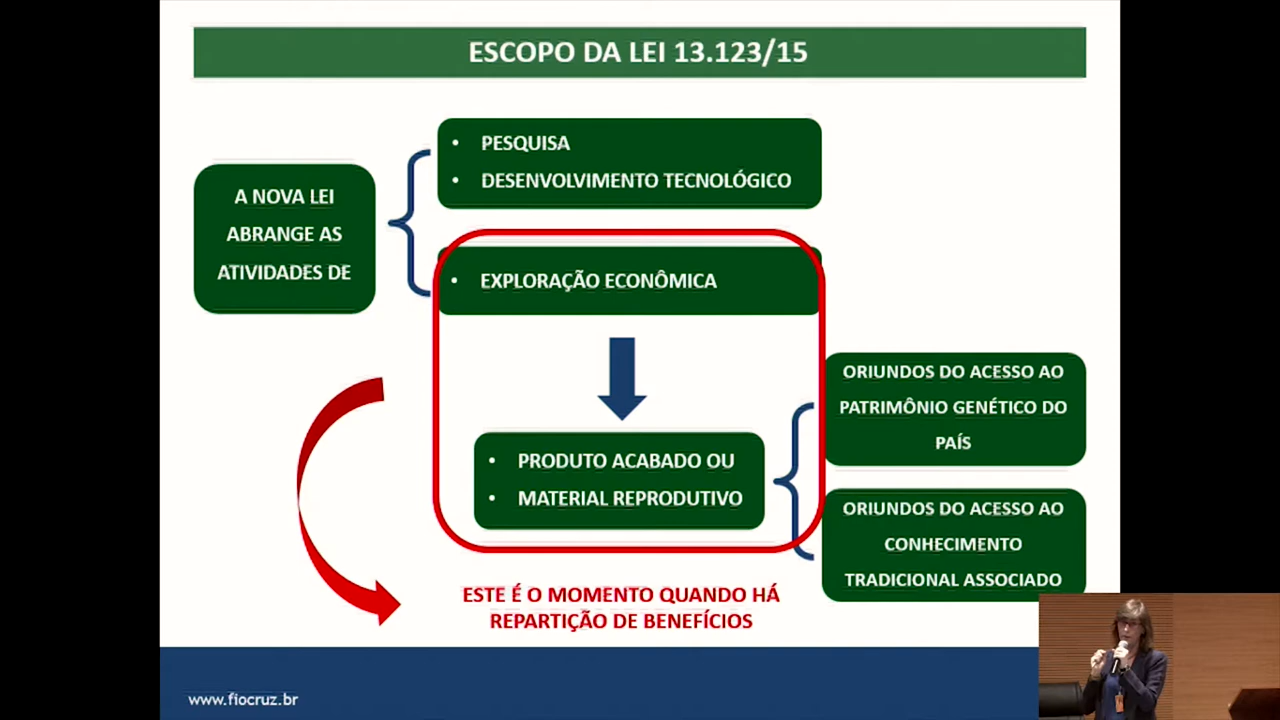 ESCOPO DA LEI 13.123/15
A NOVA LEI
ABRANGE AS
ATIVIDADES DE
• PESQUISA
• DESENVOLVIMENTO TECNOLÓGICO
• EXPLORAÇÃO ECONÔMICA
• PRODUTO ACABADO OU
• MATERIAL REPRODUTIVO
ORIUNDOS DO ACESSO AO
PATRIMÔNIO GENÉTICO DO
PAÍS
ORIUNDOS DO ACESSO AO
CONHECIMENTO
TRADICIONAL ASSOCIADO
ESTE É O MOMENTO QUANDO HÁ
REPARTIÇÃO DE BENEFÍCIOS
www.fiocruz.br